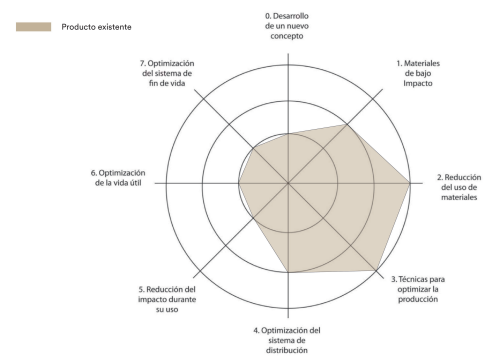 Producto existente
0. Desarrollo
de un nuevo
concepto
1. Materiales
de bajo
Impacto
2. Reducción
del uso de
materiales
3. Técnicas para
optimizar la
producción
4. Optimización del
sistema de
distribución
5. Reducción del
impacto durante
su uso
6. Optimización
de la vida útil
7. Optimización
del sistema de
fin de vida